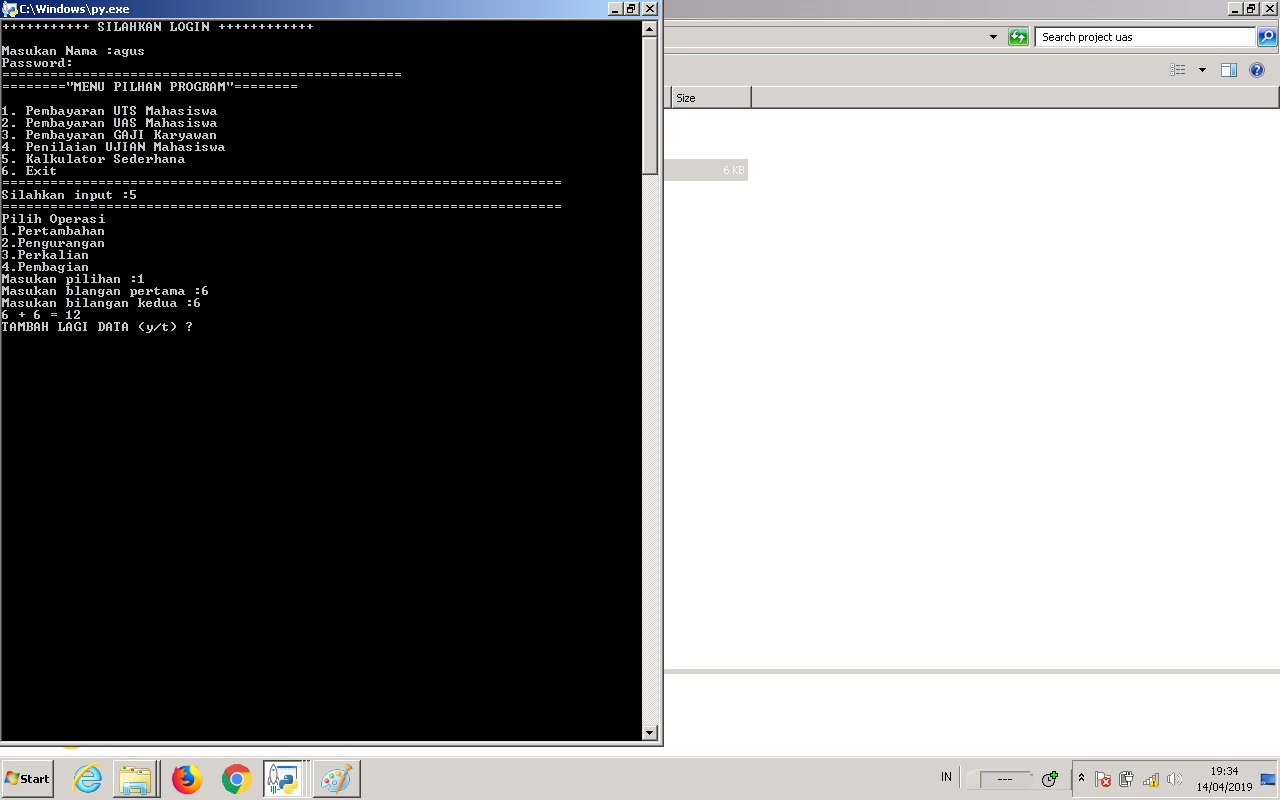 C:\Windows\py.exe
+++++++++++ SILAHKAN LOGIN ++++++++++++
Masukan Nama :agus
Password:
==================================================
========"MENU PILHAN PROGRAM"========
1. Pembayaran UTS Mahasiswa
2. Pembayaran UAS Mahasiswa
3. Pembayaran GAJI Karyawan
4. Penilaian UJIAN Mahasiswa
5. Kalkulator Sederhana
6. Exit
======================================================================
Silahkan input :5
======================================================================
Pilih Operasi
1.Pertambahan
2.Pengurangan
3.Perkalian
4.Pembagian
Masukan pilihan :1
Masukan blangan pertama :6
Masukan bilangan kedua :6
6 + 6 = 12
TAMBAH LAGI DATA (y/t) ?
Search project uas
Size
6 KB
Start
IN
---
19:34
14/04/2019